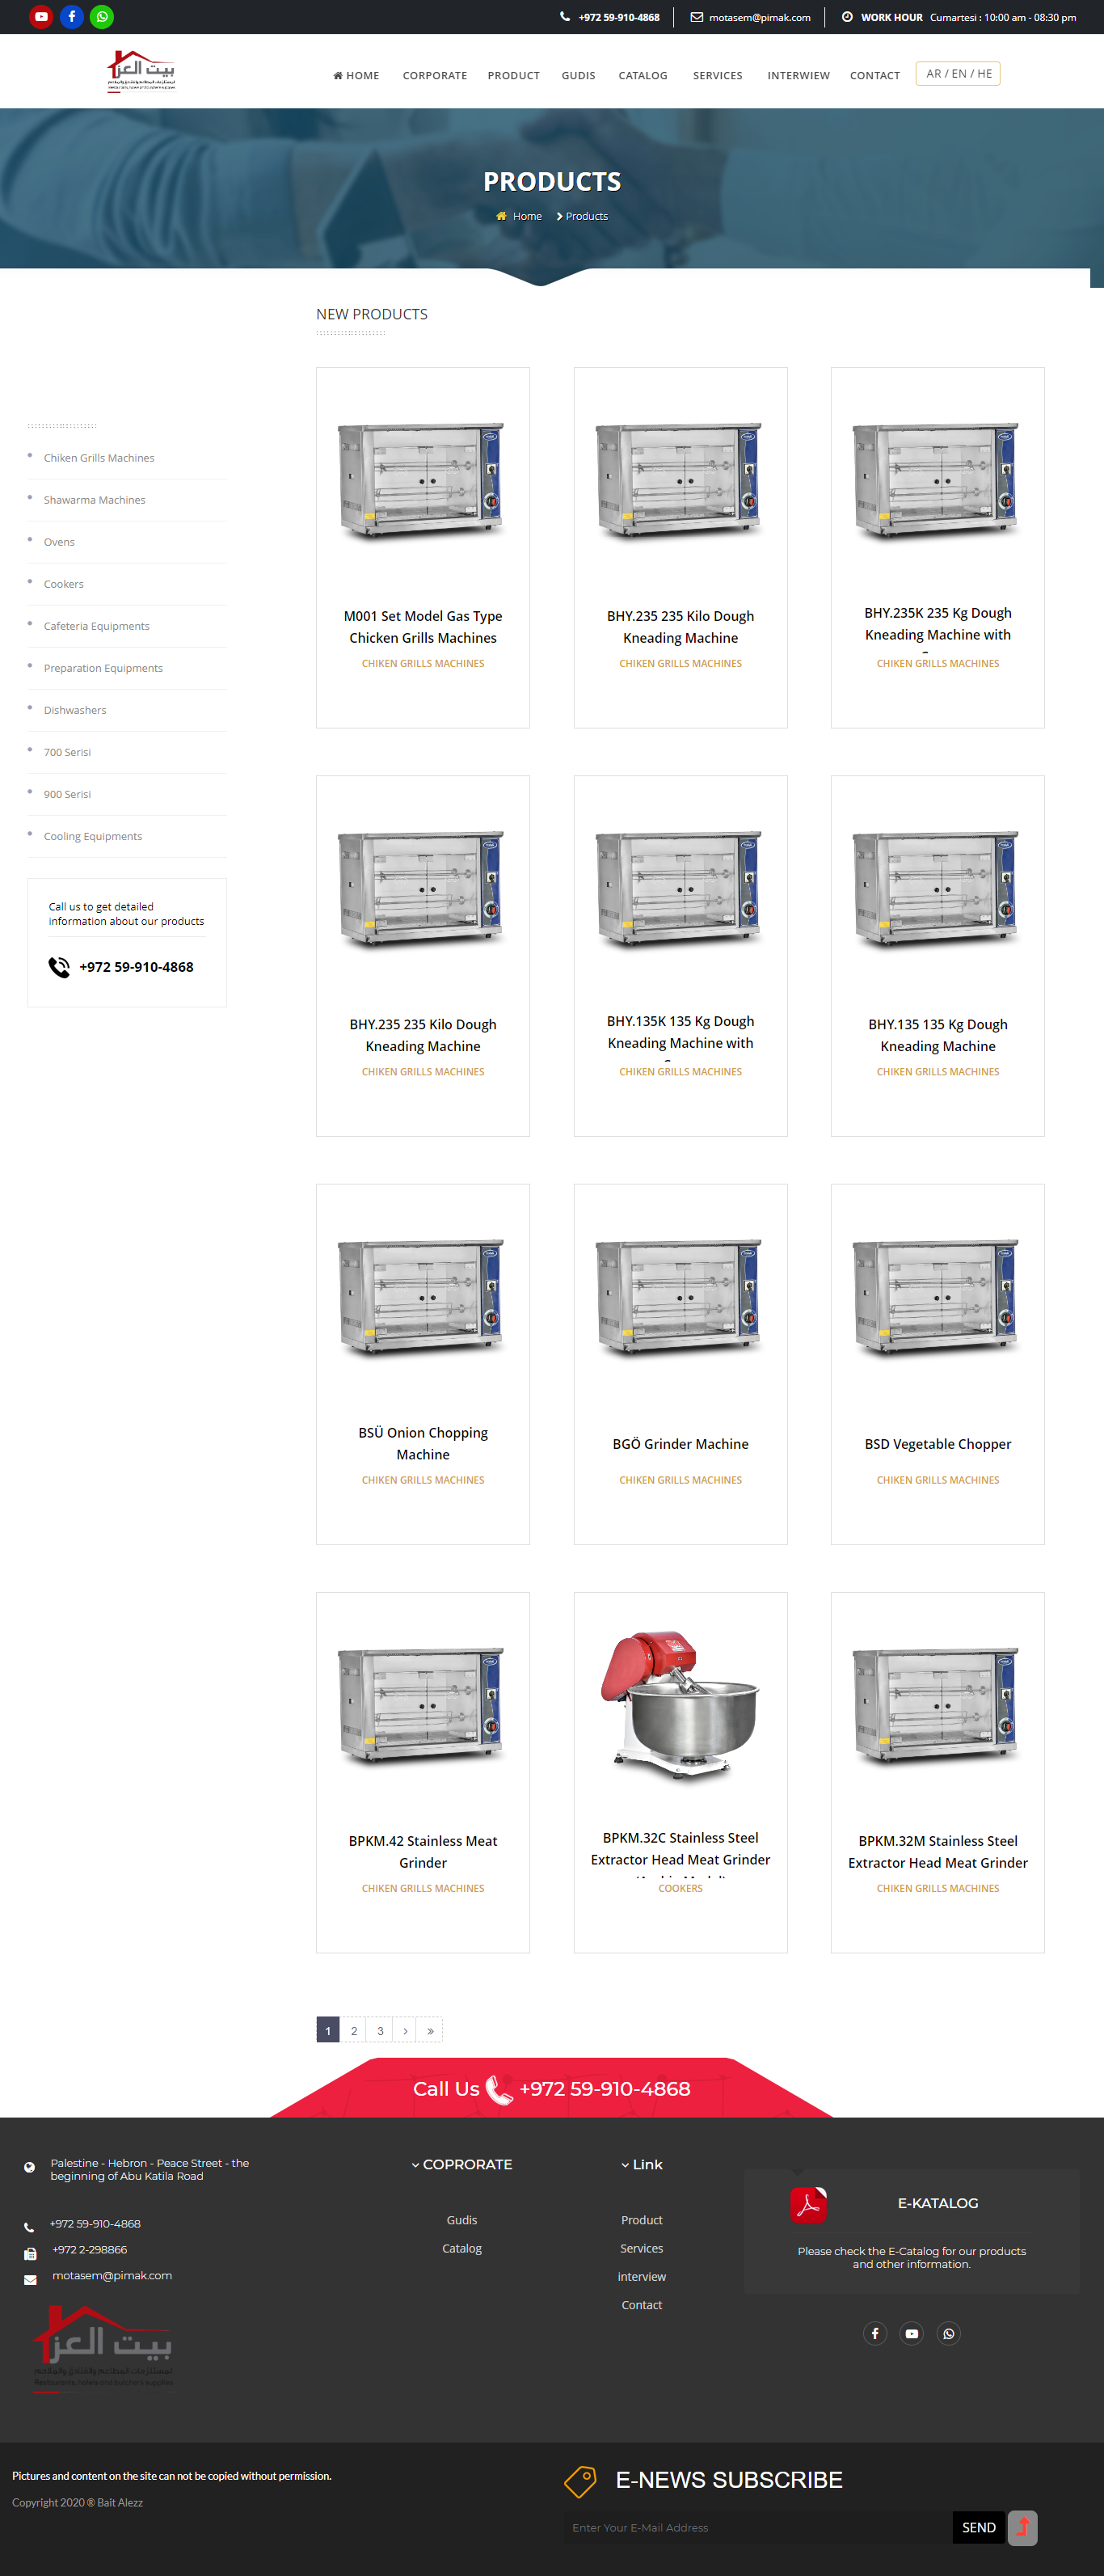 +972 59-910-4868
motasem@pimak.com
WORK HOUR Cumartesi : 10:00 am - 08:30 pm
بيت العز
HOME
CORPORATE
PRODUCT
GUDIS
CATALOG
SERVICES
INTERWIEW
CONTACT
AR / EN / HE
PRODUCTS
Home
Products
Chiken Grills Machines
Shawarma Machines
Ovens
Cookers
Cafeteria Equipments
Preparation Equipments
Dishwashers
700 Serisi
900 Serisi
Cooling Equipments
Call us to get detailed
information about our products
+972 59-910-4868
NEW PRODUCTS
M001 Set Model Gas Type
Chicken Grills Machines
CHIKEN GRILLS MACHINES
BHY.235 235 Kilo Dough
Kneading Machine
CHIKEN GRILLS MACHINES
BHY.235K 235 Kg Dough
Kneading Machine with
CHIKEN GRILLS MACHINES
BHY.235 235 Kilo Dough
Kneading Machine
CHIKEN GRILLS MACHINES
BHY.135K 135 Kg Dough
Kneading Machine with
CHIKEN GRILLS MACHINES
BHY.135 135 Kg Dough
Kneading Machine
CHIKEN GRILLS MACHINES
BSÜ Onion Chopping
Machine
CHIKEN GRILLS MACHINES
BGÖ Grinder Machine
CHIKEN GRILLS MACHINES
BSD Vegetable Chopper
CHIKEN GRILLS MACHINES
BPKM.42 Stainless Meat
Grinder
CHIKEN GRILLS MACHINES
BPKM.32C Stainless Steel
Extractor Head Meat Grinder
COOKERS
BPKM.32M Stainless Steel
Extractor Head Meat Grinder
CHIKEN GRILLS MACHINES
1 2 3 › »
Call Us +972 59-910-4868
Palestine - Hebron - Peace Street - the
beginning of Abu Katila Road
+972 59-910-4868
+972 2-298866
motasem@pimak.com
بيت العز
لمستلزمات المطاعم والفنادق والملاحم
Restaurants, hotels and butchers supplies
COPRORATE
Gudis
Catalog
Link
Product
Services
interview
Contact
E-KATALOG
Please check the E-Catalog for our products
and other information.
Pictures and content on the site can not be copied without permission.
Copyright 2020 ® Bait Alezz
E-NEWS SUBSCRIBE
Enter Your E-Mail Address
SEND